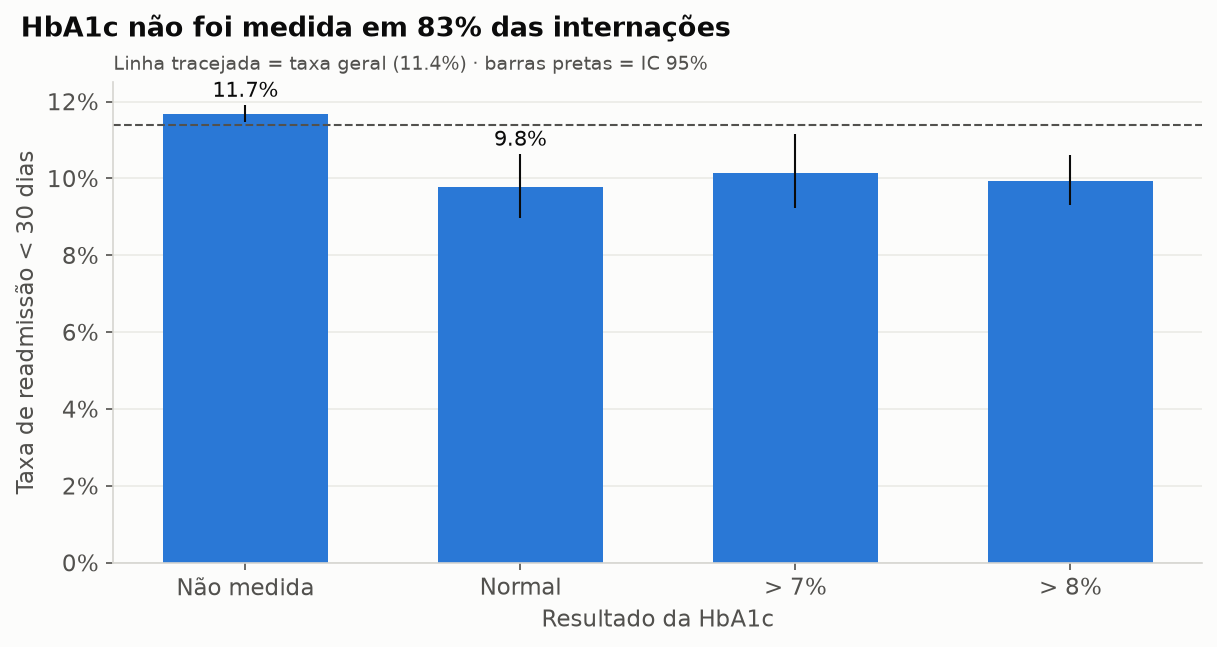 HbA1c não foi medida em 83% das internações
Linha tracejada = taxa geral (11.4%) · barras pretas = IC 95%
Taxa de readmissão < 30 dias
12%
10%
8%
6%
4%
2%
0%
11.7%
9.8%
Não medida
Normal
> 7%
> 8%
Resultado da HbA1c